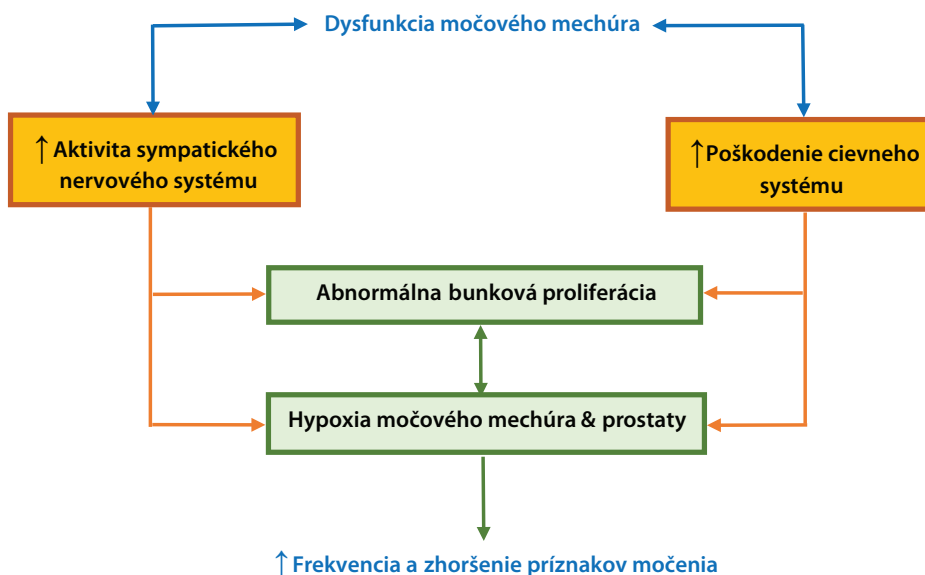 Dysfunkcia močového mechúra
↑Aktivita sympatického
nervového systému
↑Poškodenie cievneho
systému
Abnormálna bunková proliferácia
Hypoxia močového mechúra & prostaty
↑Frekvencia a zhoršenie príznakov močenia